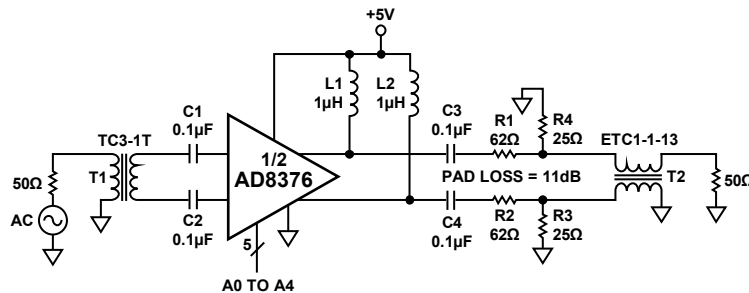 +5V
L1
1µH
L2
1µH
C3
0.1µF
R1
62Ω
R4
25Ω
ETC1-1-13
TC3-1T
C1
0.1µF
50Ω
T1
1/2
AD8376
PAD LOSS = 11dB
T2
50Ω
AC
C2
0.1µF
C4
0.1µF
R2
62Ω
R3
25Ω
5
A0 TO A4